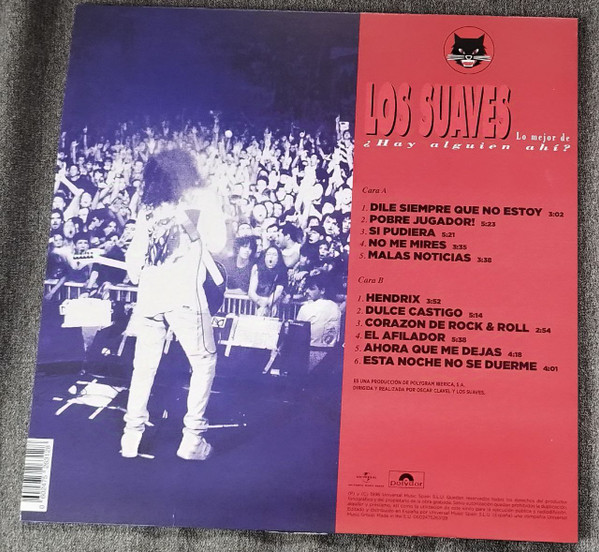 LOS SUAVES
Lo mejor de
¿Hay alguien ahí?
Cara A
1. DILE SIEMPRE QUE NO ESTOY 3:02
2. POBRE JUGADOR! 5:23
3. SI PUDIERA 5:21
4. NO ME MIRES 3:35
5. MALAS NOTICIAS 3:38
Cara B
1. HENDRIX 3:52
2. DULCE CASTIGO 5:14
3. CORAZON DE ROCK & ROLL 2:54
4. EL AFILADOR 5:38
5. AHORA QUE ME DEJAS 4:18
6. ESTA NOCHE NO SE DUERME 4:01
ES UNA PRODUCCIÓN DE POLYGRAM IBERICA, S.A.
DIRIGIDA Y REALIZADA POR OSCAR CLAVEL Y LOS SUAVES.
polydor